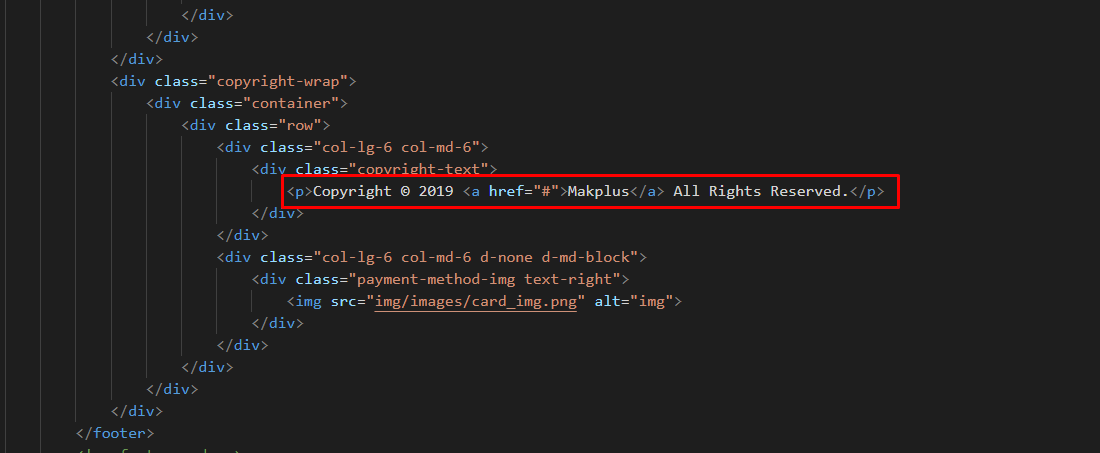 </div>
</div>
</div>
<div class="copyright-wrap">
<div class="container">
<div class="row">
<div class="col-lg-6 col-md-6">
<div class="copyright-text">
<p>Copyright © 2019 <a href="#">Makplus</a> All Rights Reserved.</p>
</div>
</div>
<div class="col-lg-6 col-md-6 d-none d-md-block">
<div class="payment-method-img text-right">
<img src="img/images/card_img.png" alt="img">
</div>
</div>
</div>
</div>
</div>
</footer>